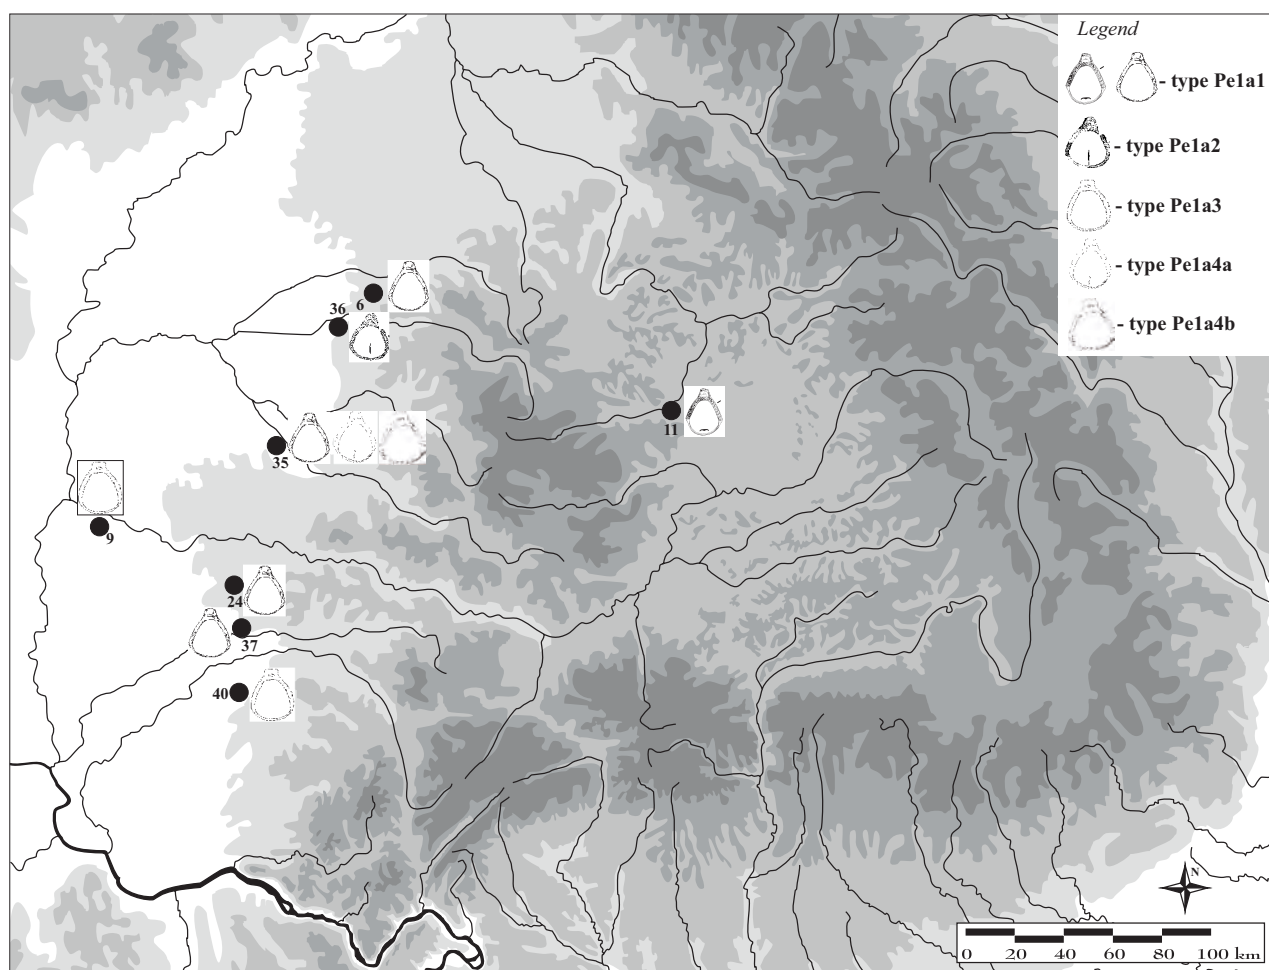 Legend
- type Pe1a1
- type Pe1a2
- type Pe1a3
- type Pe1a4a
- type Pe1a4b
6
36
11
35
9
24
37
40
N
0 20 40 60 80 100 km